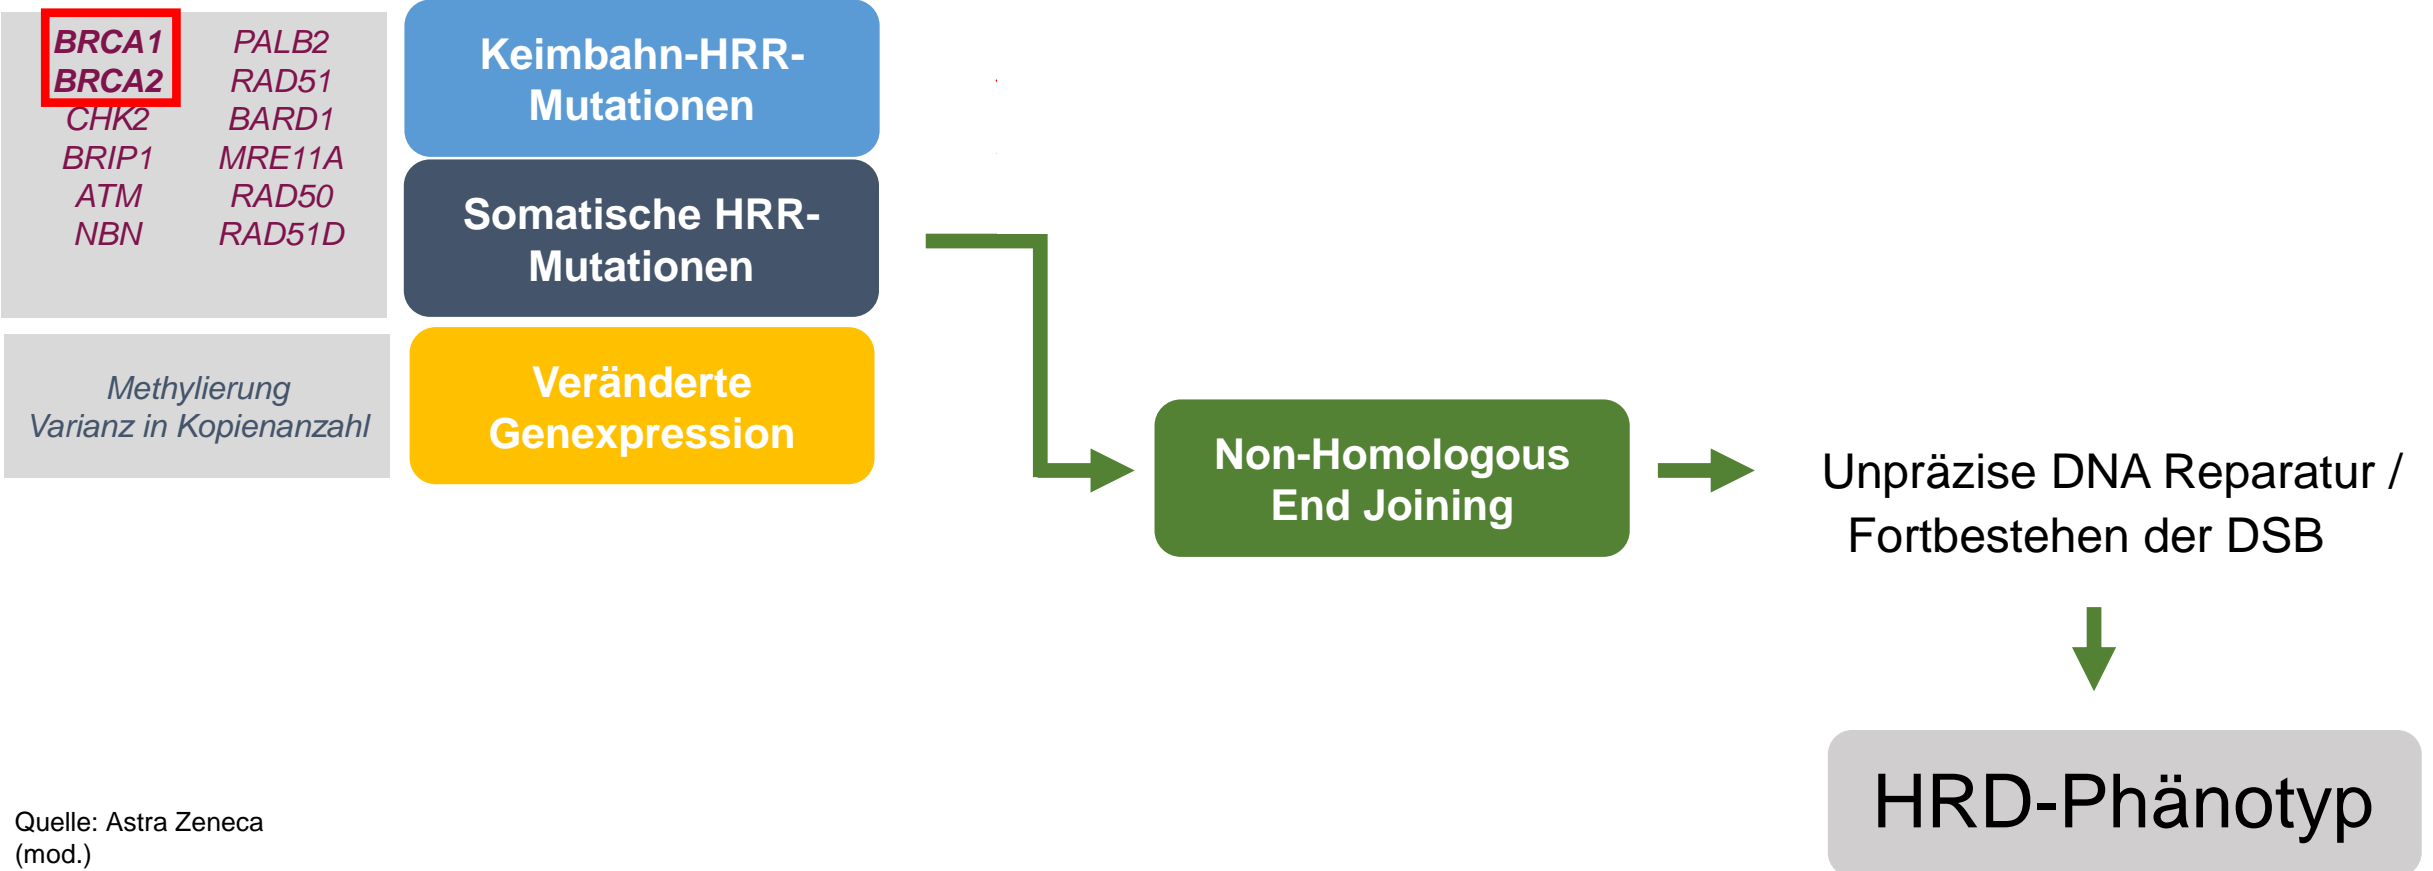 BRCA1
BRCA2
CHK2
BRIP1
ATM
NBN
PALB2
RAD51
BARD1
MRE11A
RAD50
RAD51D
Keimbahn-HRR-
Mutationen
Somatische HRR-
Mutationen
Methylierung
Varianz in Kopienanzahl
Veränderte
Genexpression
Non-Homologous
End Joining
Unpräzise DNA Reparatur /
Fortbestehen der DSB
HRD-Phänotyp
Quelle: Astra Zeneca
(mod.)